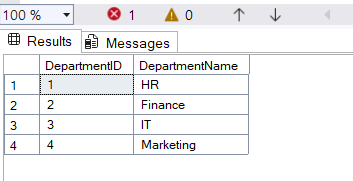 100 % 1 0
Results Messages
DepartmentID DepartmentName
1 1 HR
2 2 Finance
3 3 IT
4 4 Marketing